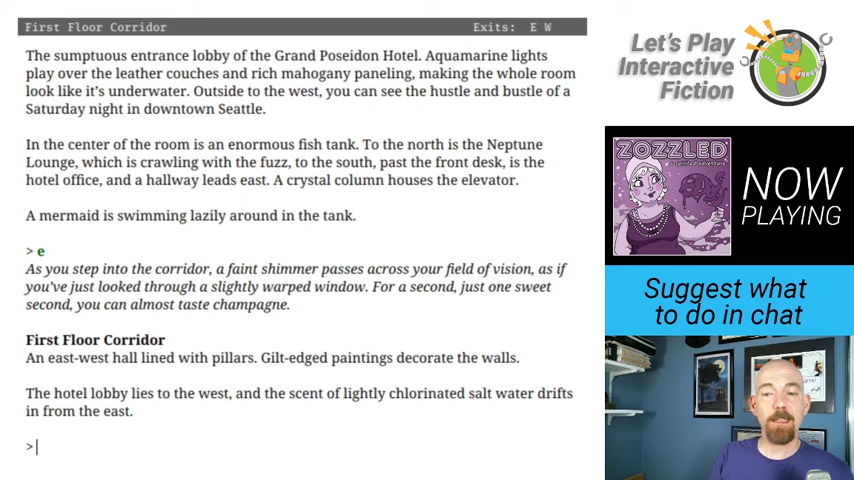 First Floor Corridor Exits: E W
The sumptuous entrance lobby of the Grand Poseidon Hotel. Aquamarine lights
play over the leather couches and rich mahogany paneling, making the whole room
look like it's underwater. Outside to the west, you can see the hustle and bustle of a
Saturday night in downtown Seattle.
In the center of the room is an enormous fish tank. To the north is the Neptune
Lounge, which is crawling with the fuzz, to the south, past the front desk, is the
hotel office, and a hallway leads east. A crystal column houses the elevator.
A mermaid is swimming lazily around in the tank.
> e
As you step into the corridor, a faint shimmer passes across your field of vision, as if
you've just looked through a slightly warped window. For a second, just one sweet
second, you can almost taste champagne.
First Floor Corridor
An east-west hall lined with pillars. Gilt-edged paintings decorate the walls.
The hotel lobby lies to the west, and the scent of lightly chlorinated salt water drifts
in from the east.
>
Let's Play
Interactive
Fiction
ZOZZLED
NOW
PLAYING
Suggest what
to do in chat